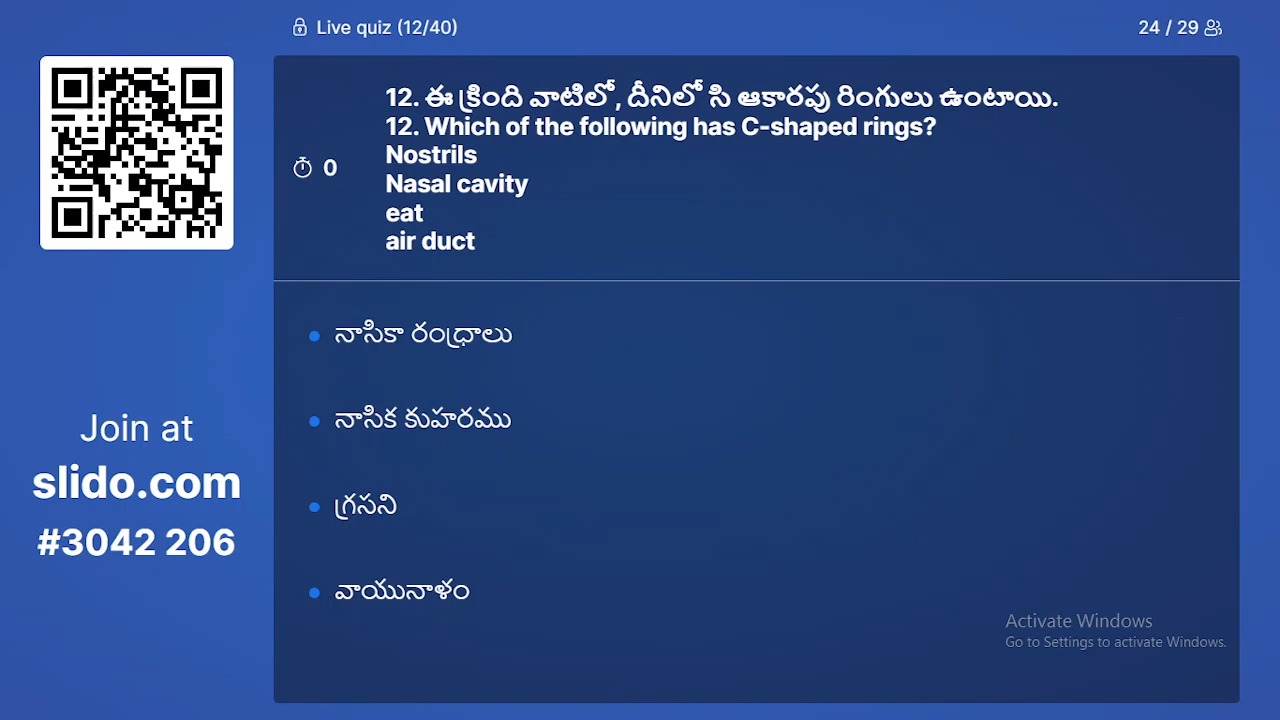 Live quiz (12/40)
24 / 29
12. ఈ క్రింది వాటిలో, దీనిలో సి ఆకారపు రింగులు ఉంటాయి.
12. Which of the following has C-shaped rings?
Nostrils
Nasal cavity
eat
air duct
0
నాసికా రంధ్రాలు
నాసిక కుహరము
గ్రసని
వాయునాళం
Join at
slido.com
#3042 206
Activate Windows
Go to Settings to activate Windows.